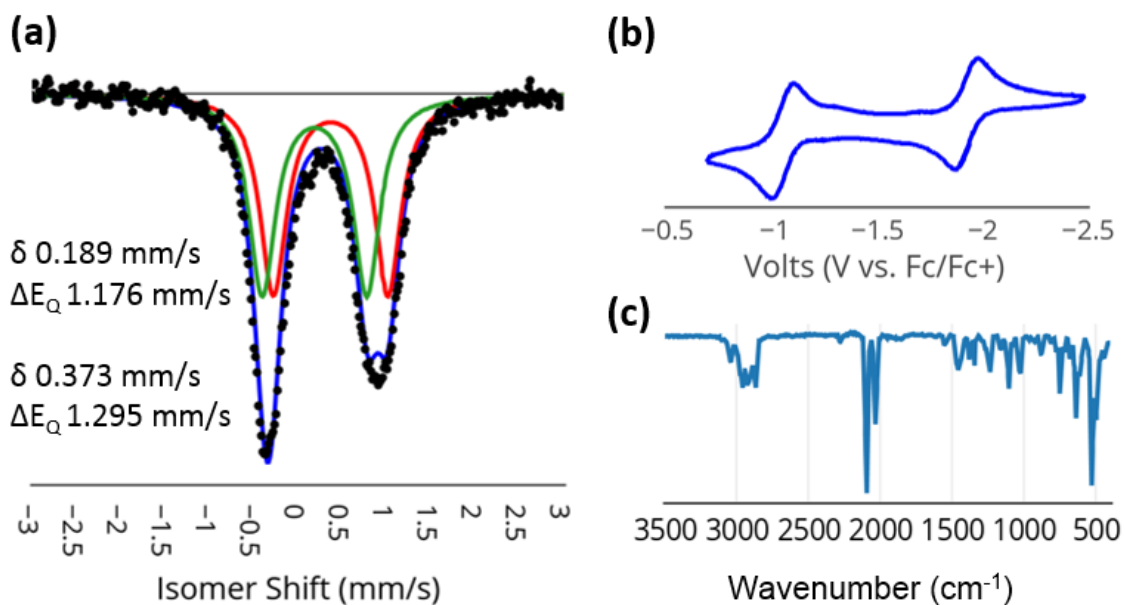 (a)
δ 0.189 mm/s
ΔEQ 1.176 mm/s
δ 0.373 mm/s
ΔEQ 1.295 mm/s
−3 −2.5 −2 −1.5 −1 −0.5 0 0.5 1 1.5 2 2.5 3
Isomer Shift (mm/s)
(b)
−0.5 −1 −1.5 −2 −2.5
Volts (V vs. Fc/Fc+)
(c)
3500 3000 2500 2000 1500 1000 500
Wavenumber (cm⁻¹)